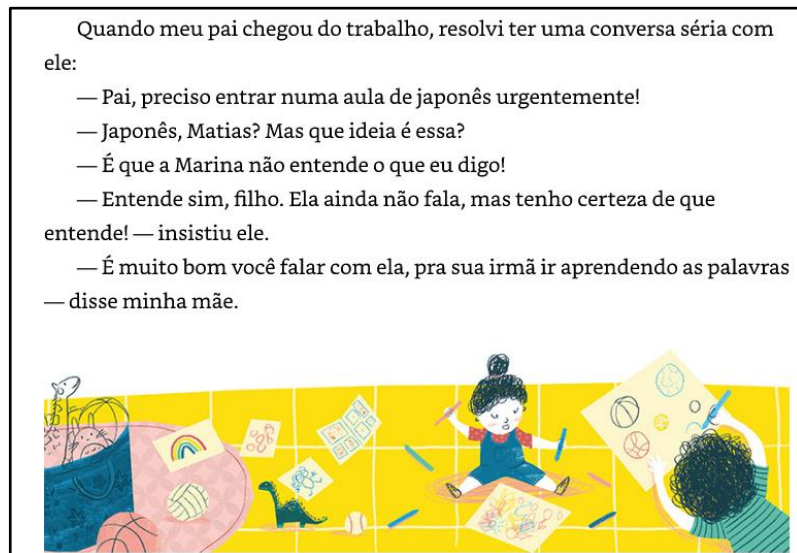 Quando meu pai chegou do trabalho, resolvi ter uma conversa séria com
ele:
— Pai, preciso entrar numa aula de japonês urgentemente!
— Japonês, Matias? Mas que ideia é essa?
— É que a Marina não entende o que eu digo!
— Entende sim, filho. Ela ainda não fala, mas tenho certeza de que
entende! — insistiu ele.
— É muito bom você falar com ela, pra sua irmã ir aprendendo as palavras
— disse minha mãe.